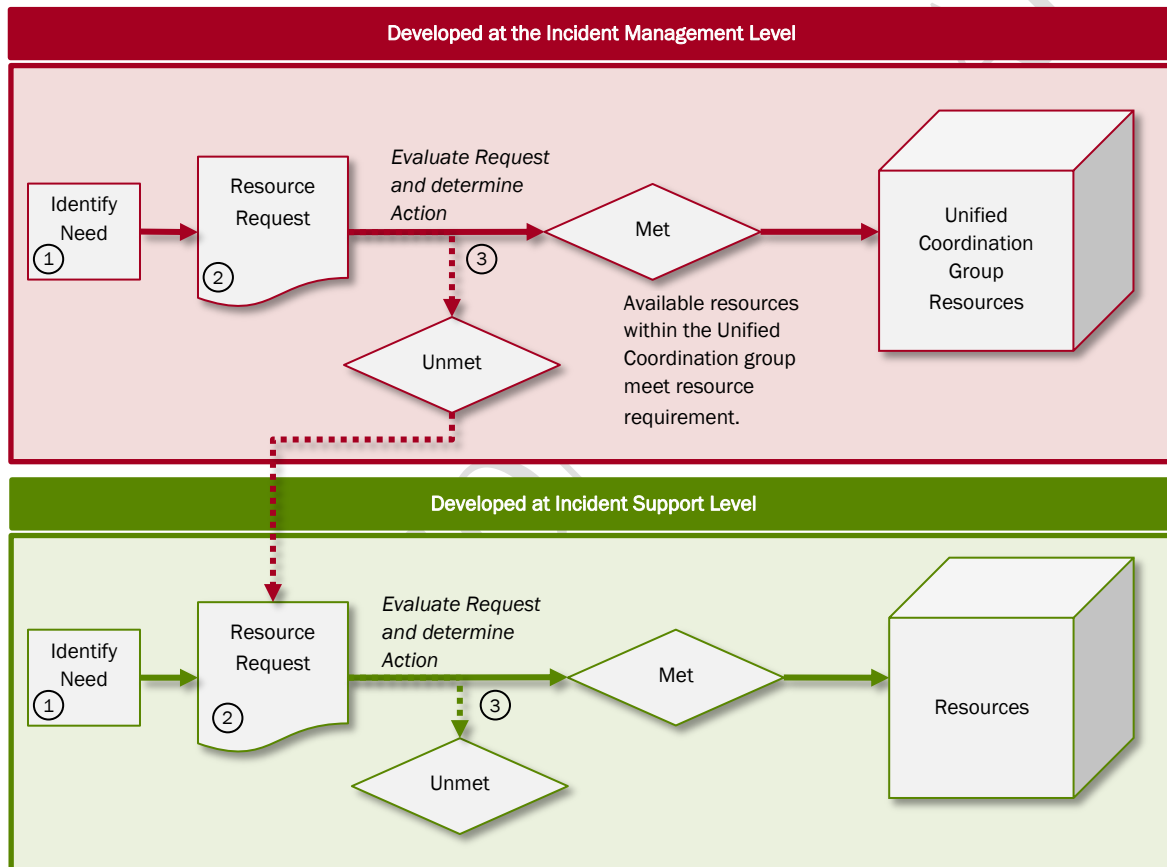 Developed at the Incident Management Level
Identify
Need
1
Resource
Request
2
Evaluate Request
and determine
Action
3
Met
Available resources
within the Unified
Coordination group
meet resource
requirement.
Unmet
Unified
Coordination
Group
Resources
Developed at Incident Support Level
Identify
Need
1
Resource
Request
2
Evaluate Request
and determine
Action
3
Met
Unmet
Resources